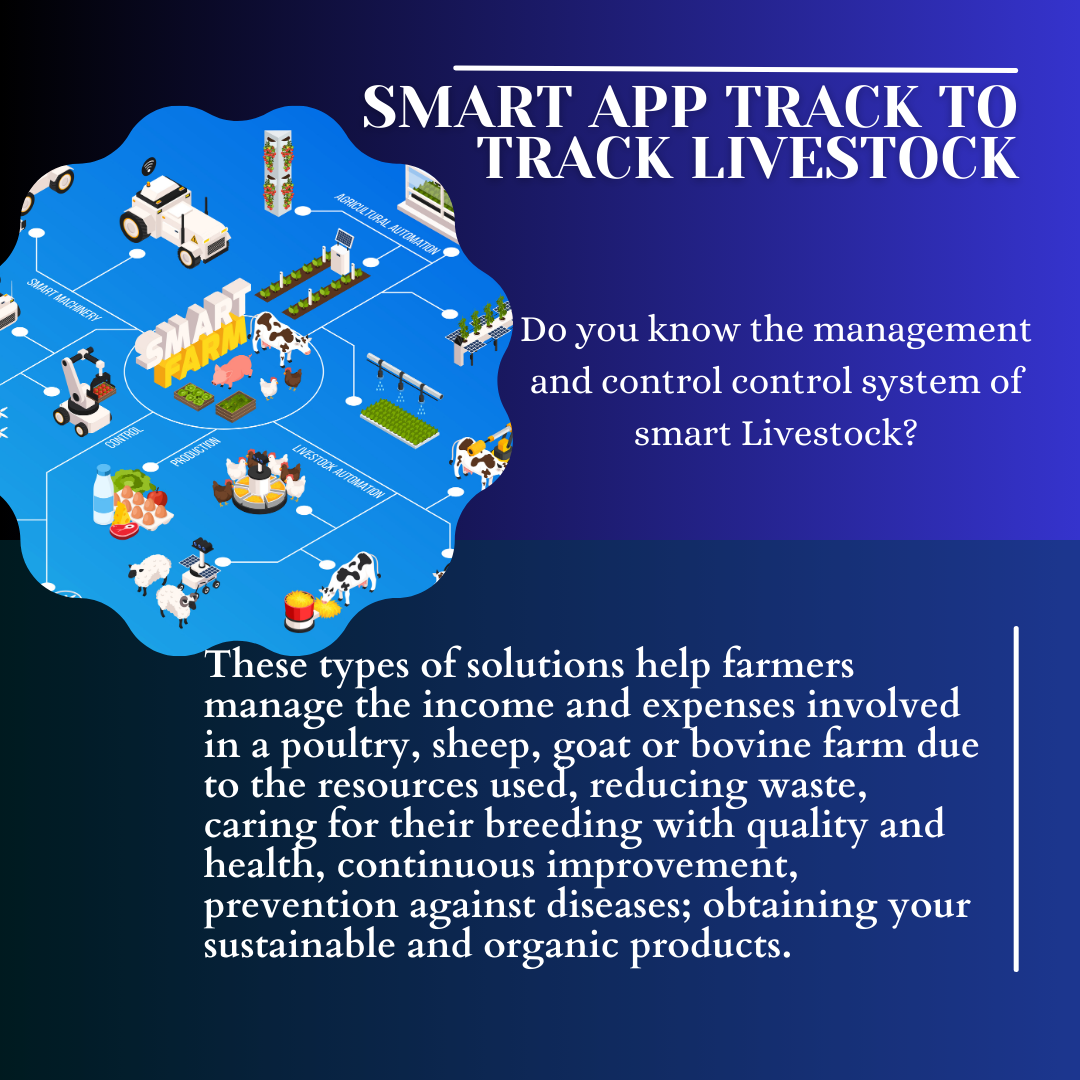 SMART APP TRACK TO
TRACK LIVESTOCK
AGRICULTURAL AUTOMATION
SMART MACHINERY
SMART
FARM
CONTROL
PRODUCTION
LIVESTOCK AUTOMATION
Do you know the management
and control control system of
smart Livestock?
These types of solutions help farmers
manage the income and expenses involved
in a poultry, sheep, goat or bovine farm due
to the resources used, reducing waste,
caring for their breeding with quality and
health, continuous improvement,
prevention against diseases; obtaining your
sustainable and organic products.